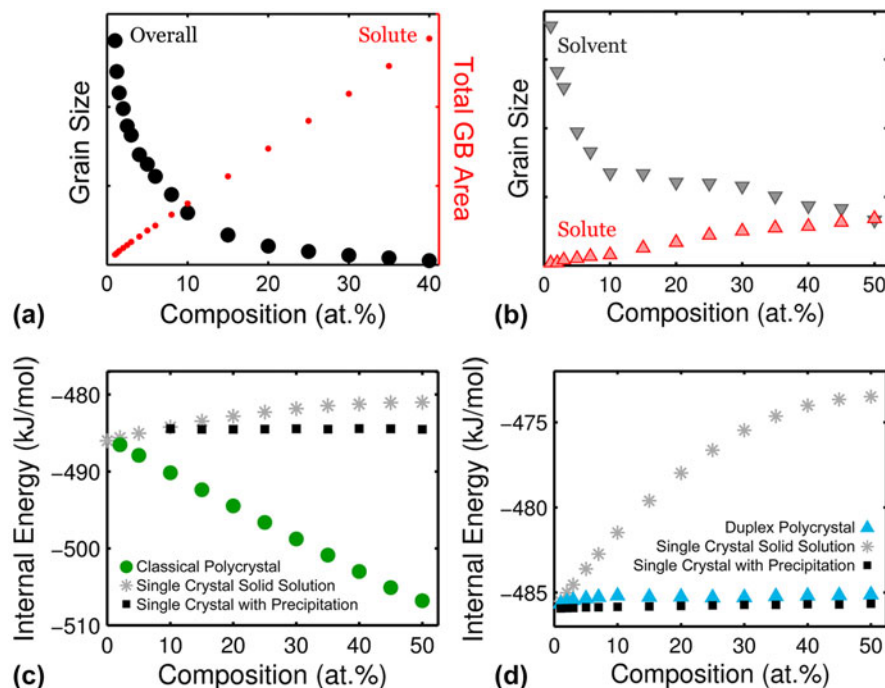 Overall
Solute
Grain Size
Total GB Area
0 10 20 30 40
(a)
Composition (at.%)
Solvent
Grain Size
Solute
0 10 20 30 40 50
(b)
Composition (at.%)
Internal Energy (kJ/mol)
−480
−490
−500
−510
Classical Polycrystal
Single Crystal Solid Solution
Single Crystal with Precipitation
0 10 20 30 40 50
(c)
Composition (at.%)
Internal Energy (kJ/mol)
−475
−480
−485
Duplex Polycrystal
Single Crystal Solid Solution
Single Crystal with Precipitation
0 10 20 30 40 50
(d)
Composition (at.%)